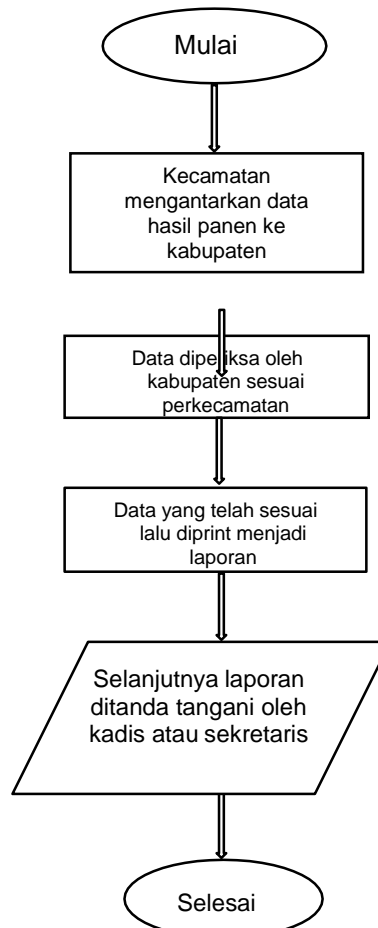 Mulai
Kecamatan
mengantarkan data
hasil panen ke
kabupaten
Data diperiksa oleh
kabupaten sesuai
perkecamatan
Data yang telah sesuai
lalu diprint menjadi
laporan
Selanjutnya laporan
ditanda tangani oleh
kadis atau sekretaris
Selesai